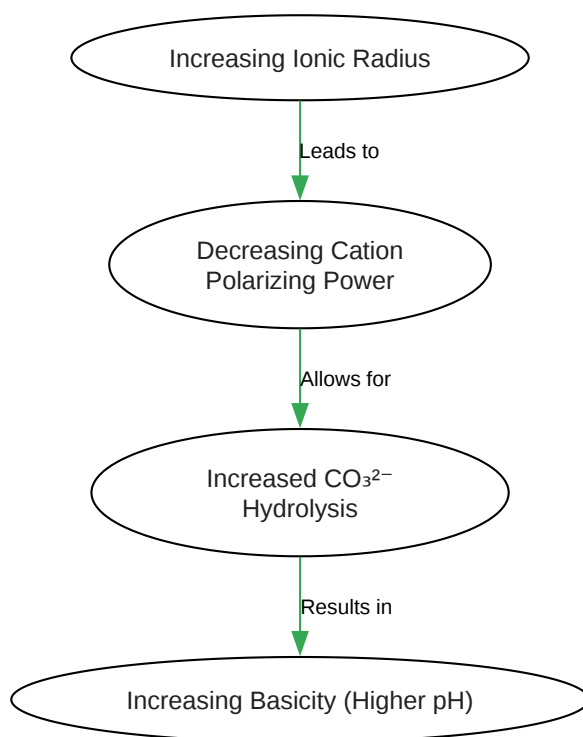 Increasing Ionic Radius
Leads to
Decreasing Cation
Polarizing Power
Allows for
Increased CO₃²⁻
Hydrolysis
Results in
Increasing Basicity (Higher pH)